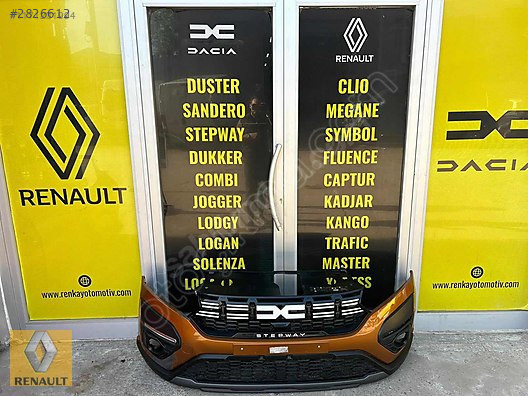 #2826612
DACIA
RENAULT
DUSTER
SANDERO
STEPWAY
DUKKER
COMBI
JOGGER
LODGY
LOGAN
SOLENZA
CLIO
MEGANE
SYMBOL
FLUENCE
CAPTUR
KADJAR
KANGO
TRAFIC
MASTER
RENAULT
www.renkayotomotiv.com
DACIA
www.renkayotomotiv.com
STEPWAY
RENAULT